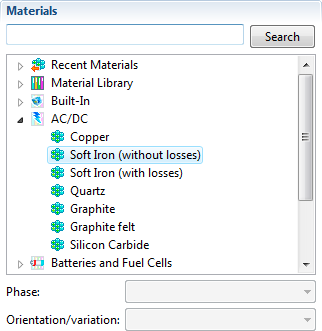 Materials
Search
Recent Materials
Material Library
Built-In
AC/DC
Copper
Soft Iron (without losses)
Soft Iron (with losses)
Quartz
Graphite
Graphite felt
Silicon Carbide
Batteries and Fuel Cells
Phase:
Orientation/variation: